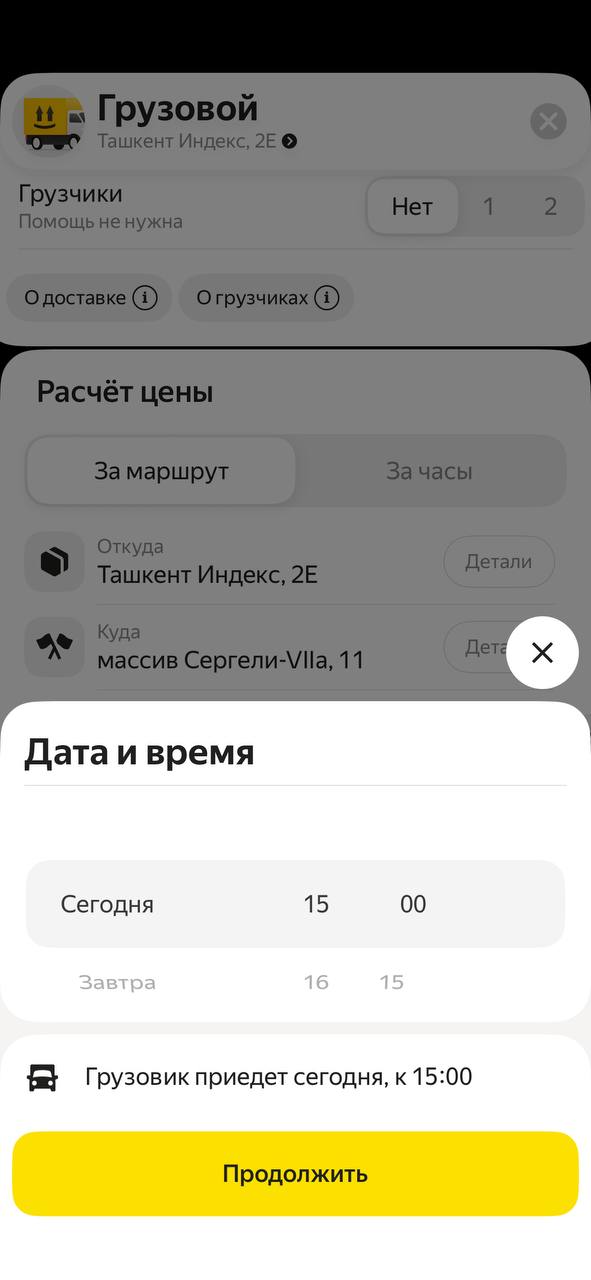 Грузовой
Ташкент Индекс, 2Е
Грузчики
Помощь не нужна
Нет 1 2
О доставке
О грузчиках
Расчёт цены
За маршрут За часы
Откуда
Ташкент Индекс, 2Е
Детали
Куда
массив Сергели-VIIа, 11
Дета
Дата и время
Сегодня 15 00
Завтра 16 15
Грузовик приедет сегодня, к 15:00
Продолжить